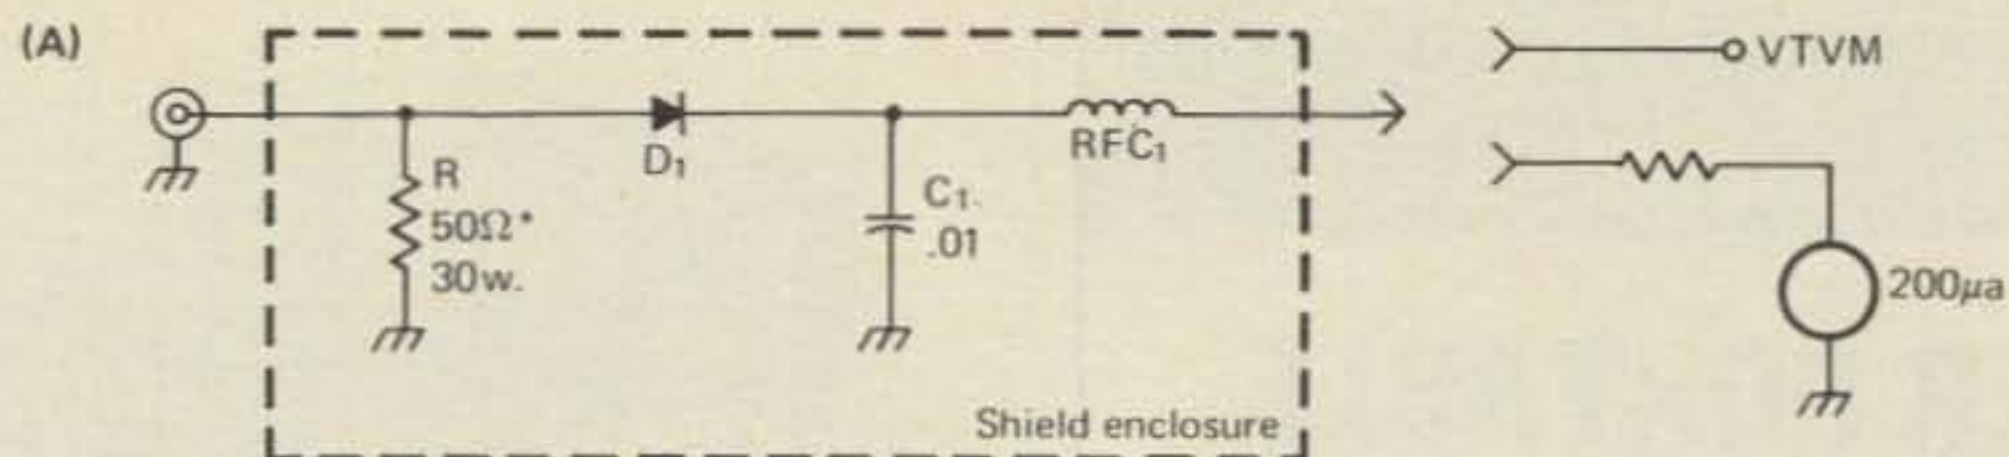 (A)
VTVM
D₁
RFC₁
R
50Ω*
30w.
C₁
.01
200μa
Shield enclosure